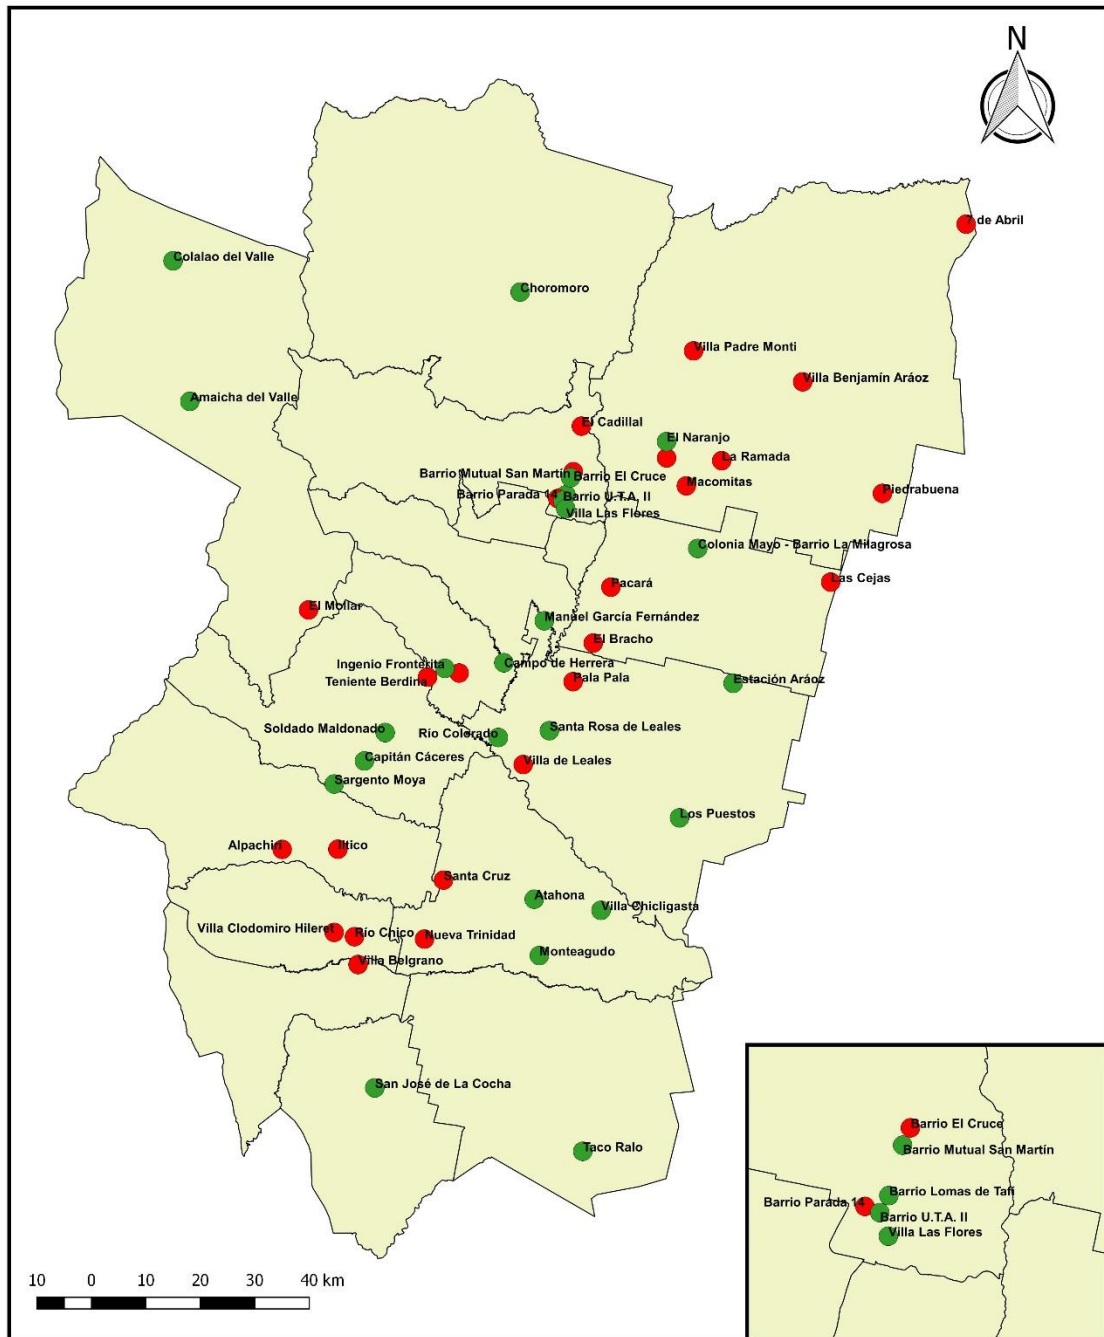 N
7 de Abril
Colalao del Valle
Choromoro
Villa Padre Monti
Villa Benjamín Aráoz
Amaicha del Valle
El Cadillal
El Naranjo
La Ramada
Barrio Mutual San Martín
Barrio El Cruce
Macomitas
Barrio Parada 14
Barrio U.T.A. II
Piedrabuena
Villa Las Flores
Colonia Mayo - Barrio La Milagrosa
Las Cejas
Pacará
El Mollar
Manuel García Fernández
El Bracho
Ingenio Fronterita
Campo de Herrera
Teniente Berdina
Pala Pala
Estación Aráoz
Soldado Maldonado
Río Colorado
Santa Rosa de Leales
Capitán Cáceres
Villa de Leales
Sargento Moya
Los Puestos
Alpachiri
Iltico
Santa Cruz
Atahona
Villa Chicligasta
Villa Clodomiro Hileret
Río Chico
Nueva Trinidad
Monteagudo
Villa Belgrano
San José de La Cocha
Taco Ralo
Barrio El Cruce
Barrio Mutual San Martín
Barrio Lomas de Tafí
Barrio Parada 14
Barrio U.T.A. II
Villa Las Flores
10 0 10 20 30 40 km